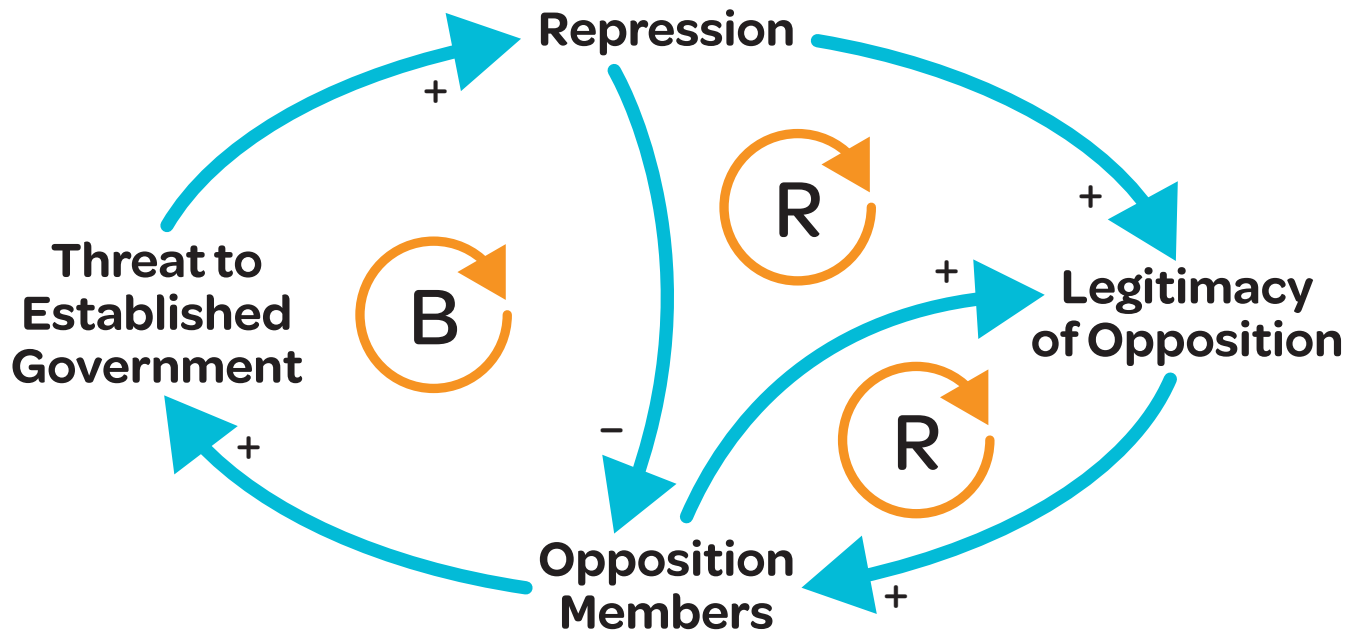 Repression
+
+
R
Threat to
Established
Government
B
+
Legitimacy
of Opposition
−
R
+
Opposition
Members
+